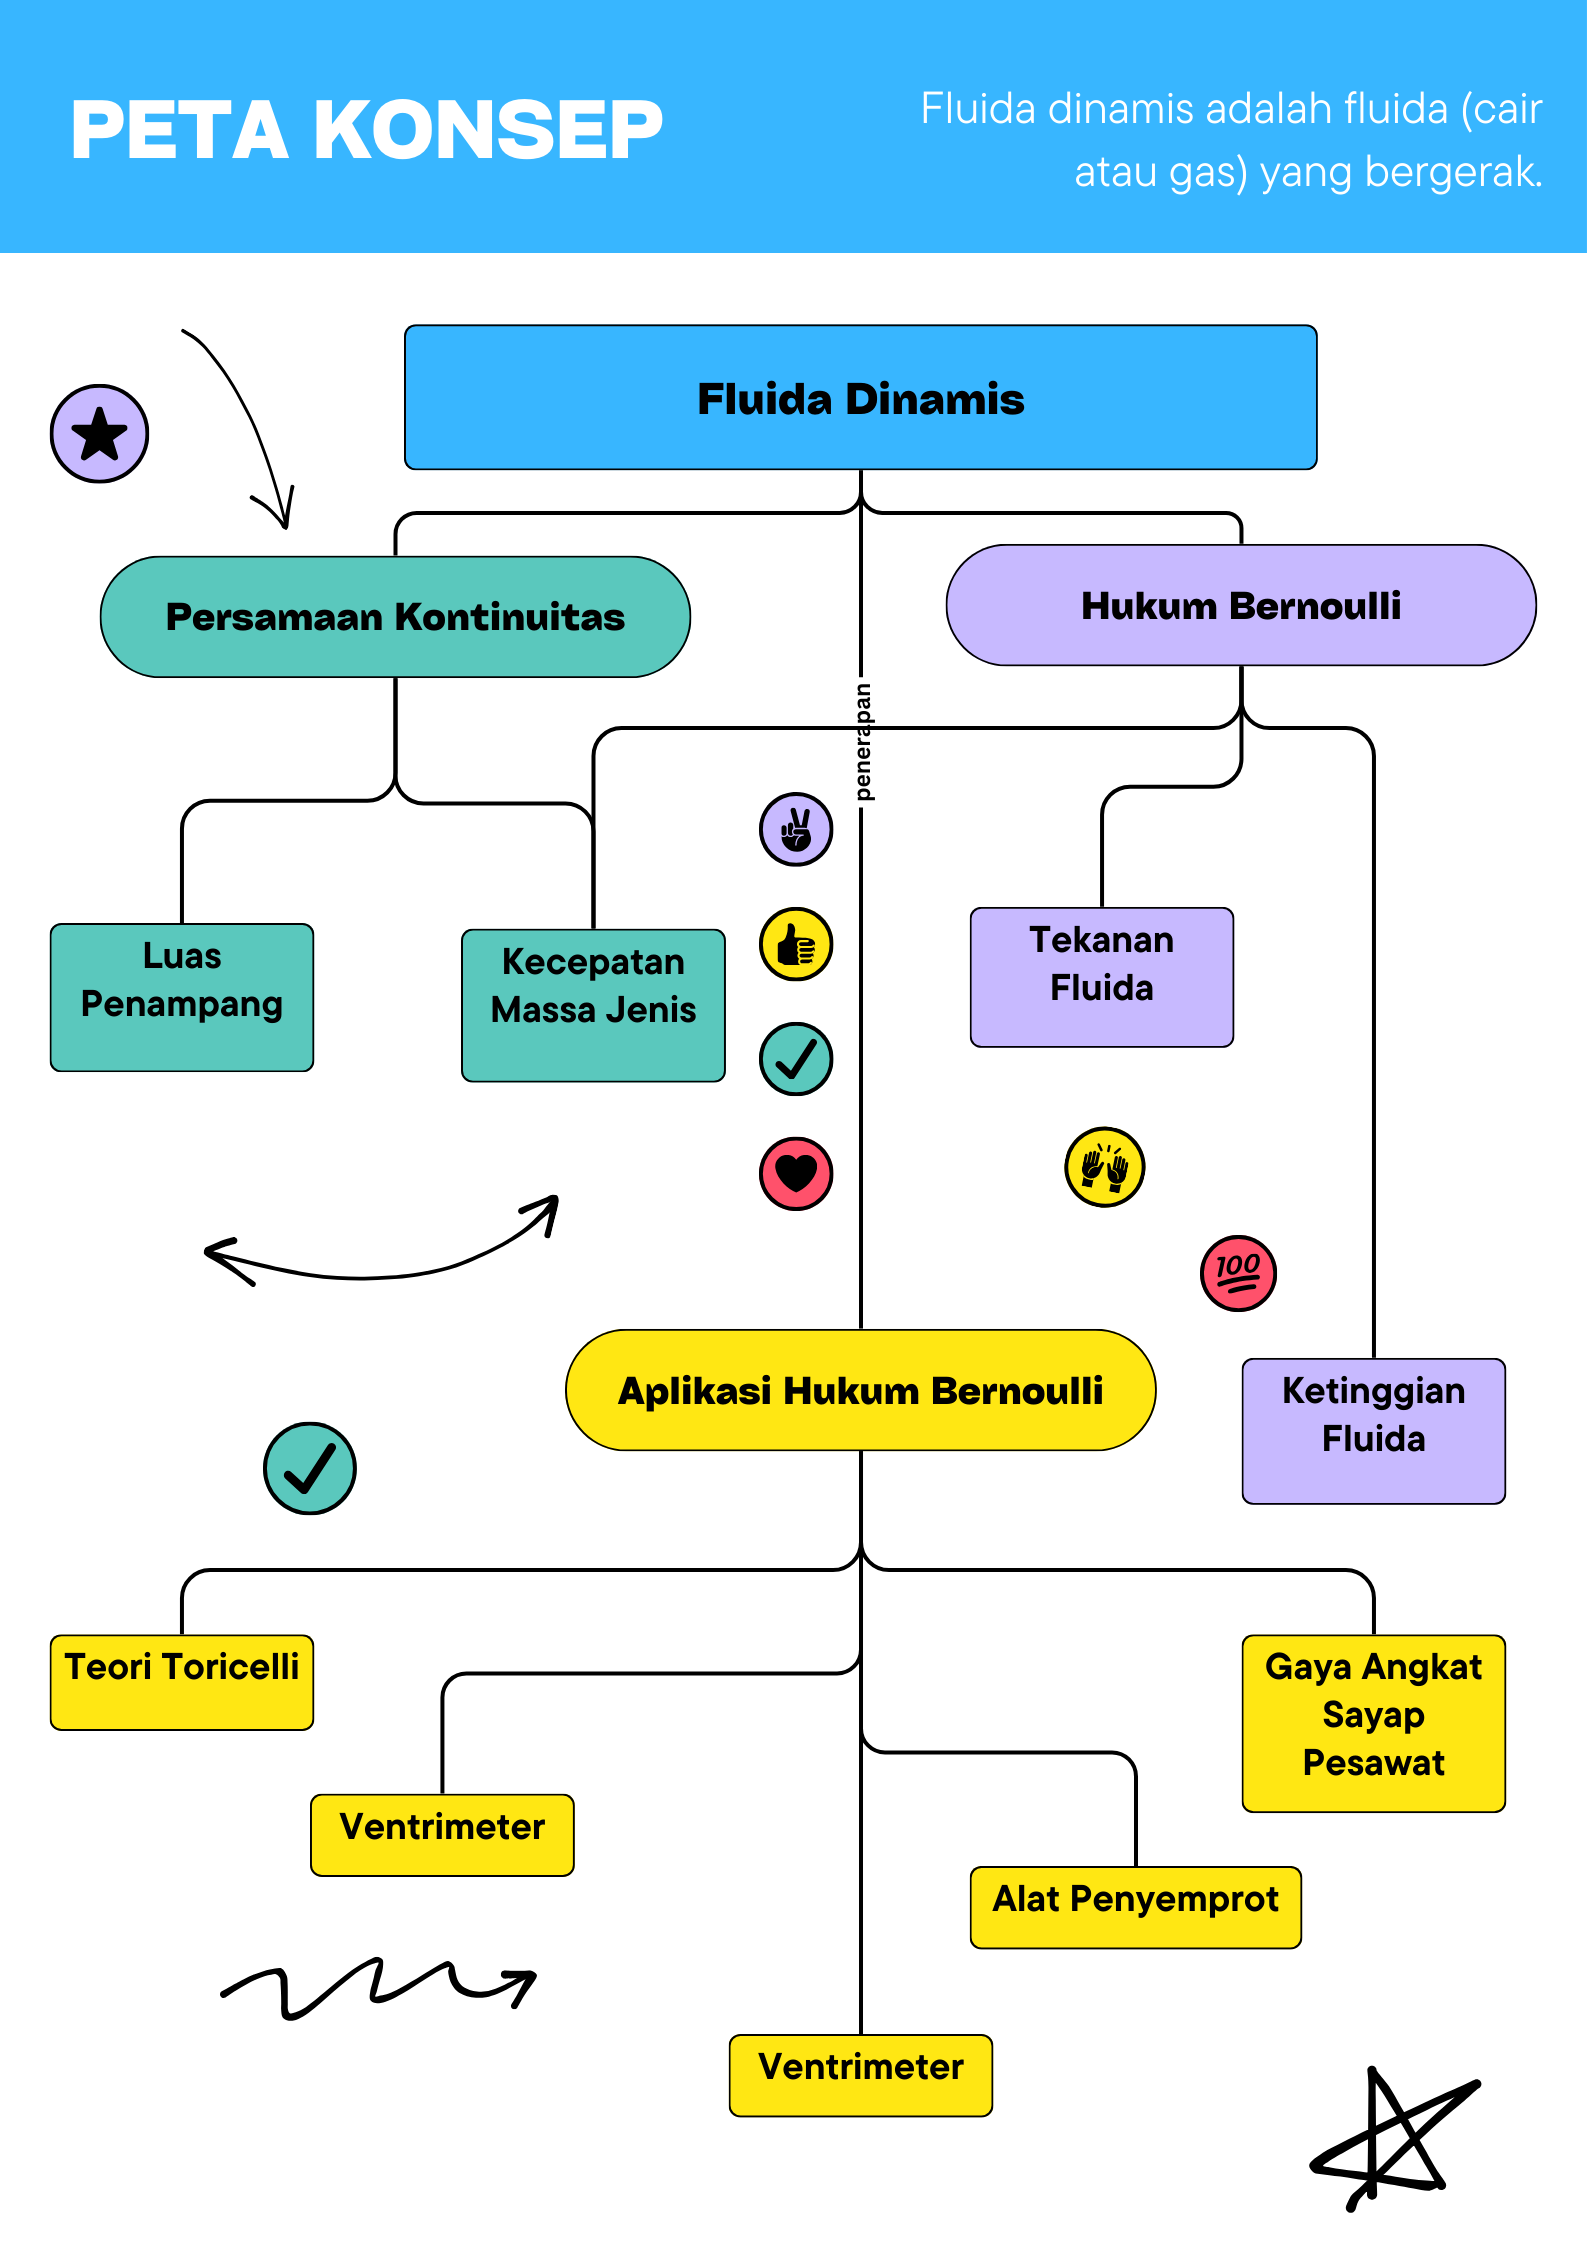 PETA KONSEP
Fluida dinamis adalah fluida (cair
atau gas) yang bergerak.
Fluida Dinamis
Persamaan Kontinuitas
Hukum Bernoulli
penerapan
Luas
Penampang
Kecepatan
Massa Jenis
Tekanan
Fluida
100
Aplikasi Hukum Bernoulli
Ketinggian
Fluida
Teori Toricelli
Gaya Angkat
Sayap
Pesawat
Ventrimeter
Alat Penyemprot
Ventrimeter